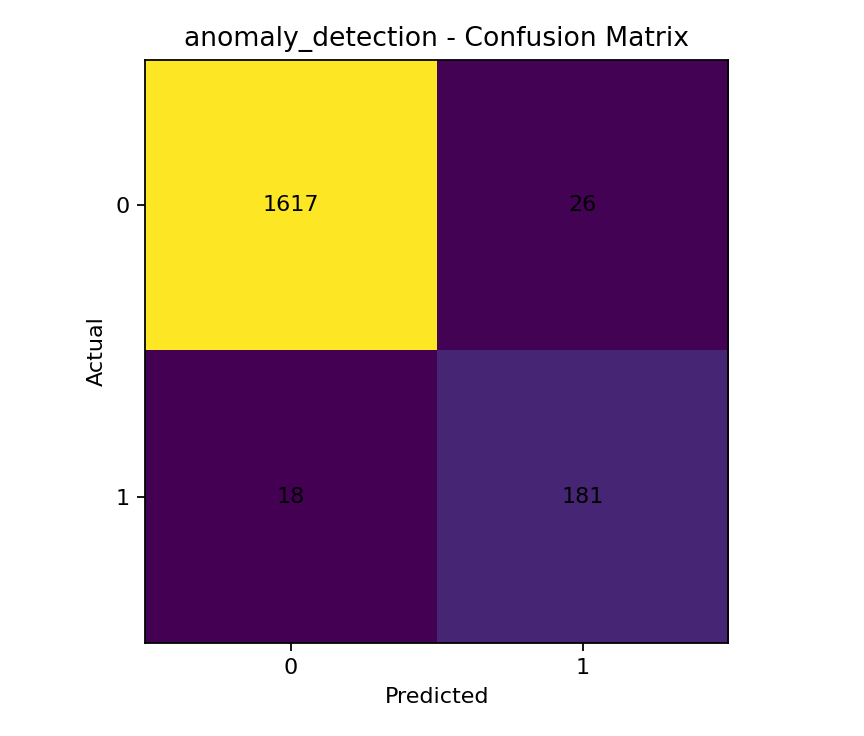 anomaly_detection - Confusion Matrix
0
1617
26
Actual
1
18
181
0
1
Predicted